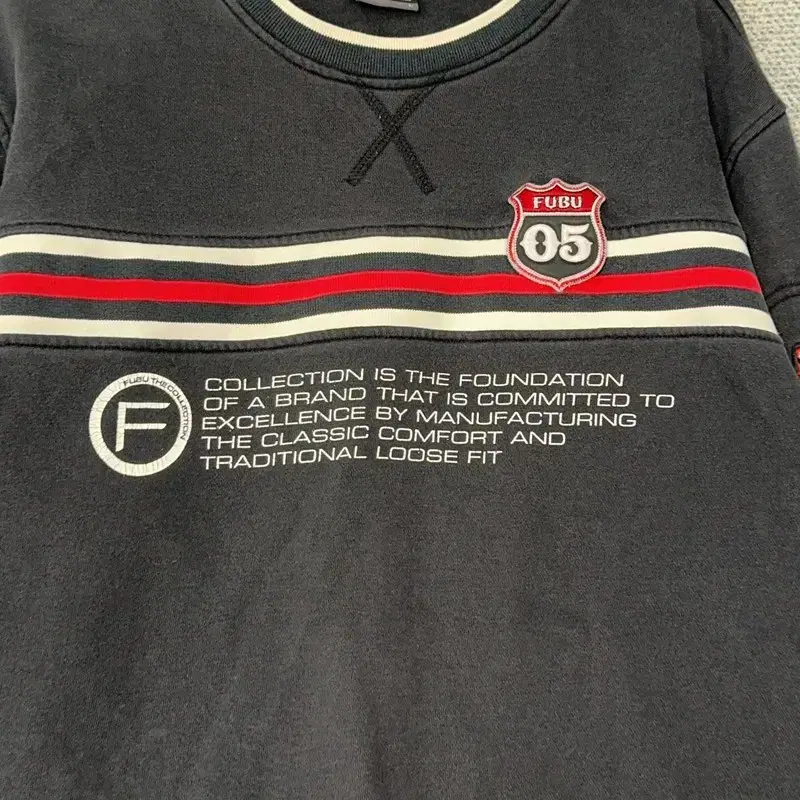 FUBU
05
FUBU THE COLLECTION
F
COLLECTION IS THE FOUNDATION
OF A BRAND THAT IS COMMITTED TO
EXCELLENCE BY MANUFACTURING
THE CLASSIC COMFORT AND
TRADITIONAL LOOSE FIT